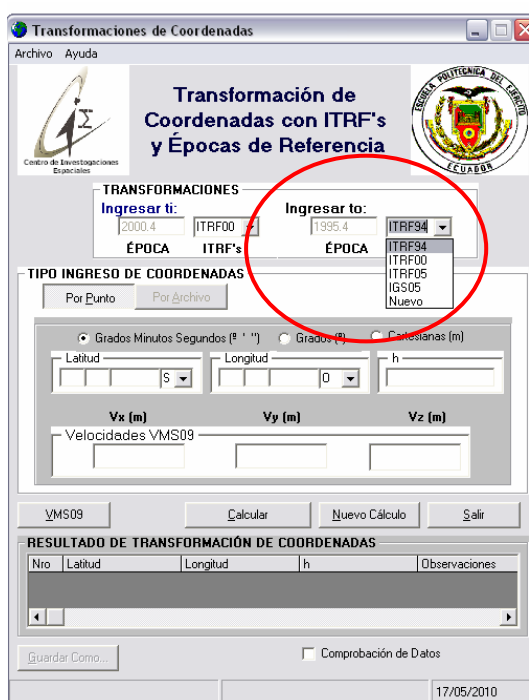 Transformaciones de Coordenadas
Archivo Ayuda
Centro de Investigaciones
Espaciales
Transformación de
Coordenadas con ITRF's
y Épocas de Referencia
ESCUELA POLITECNICA DEL EJERCITO
ECUADOR
TRANSFORMACIONES
Ingresar ti: Ingresar to:
2000.4 ITRF00 1995.4 ITRF94
ÉPOCA ITRF's ÉPOCA
ITRF94
ITRF00
ITRF05
IGS05
Nuevo
TIPO INGRESO DE COORDENADAS
Por Punto Por Archivo
Grados Minutos Segundos (º ' '') Grados (º) Cartesianas (m)
Latitud Longitud h
S O
Vx (m) Vy (m) Vz (m)
Velocidades VMS09
VMS09 Calcular Nuevo Cálculo Salir
RESULTADO DE TRANSFORMACIÓN DE COORDENADAS
Nro Latitud Longitud h Observaciones
Guardar Como... Comprobación de Datos
17/05/2010